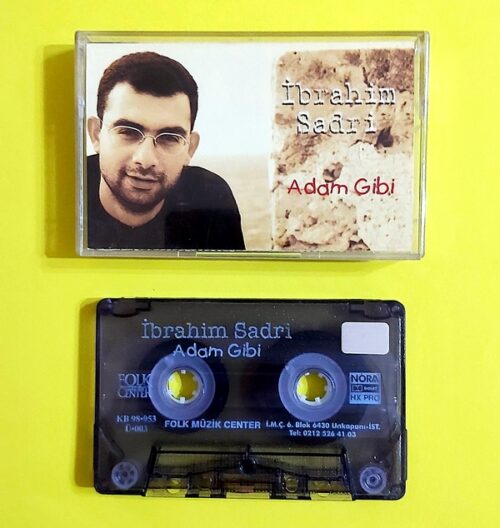 İbrahim
Sadri
Adam Gibi
İbrahim Sadri
Adam Gibi
FOLK
CENTER
NORA
HX PRO
KB 98-953
Ü-003
FOLK MÜZİK CENTER
İ.M.Ç. 6. Blok 6430 Unkapanı-İST.
Tel: 0212 526 41 03